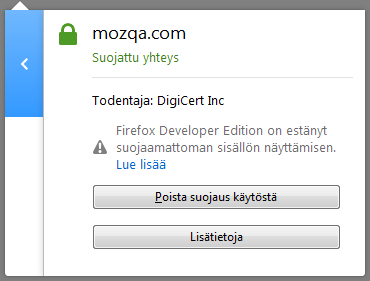 mozqa.com
Suojattu yhteys
Todentaja: DigiCert Inc
Firefox Developer Edition on estänyt
suojaamattoman sisällön näyttämisen.
Lue lisää
Poista suojaus käytöstä
Lisätietoja